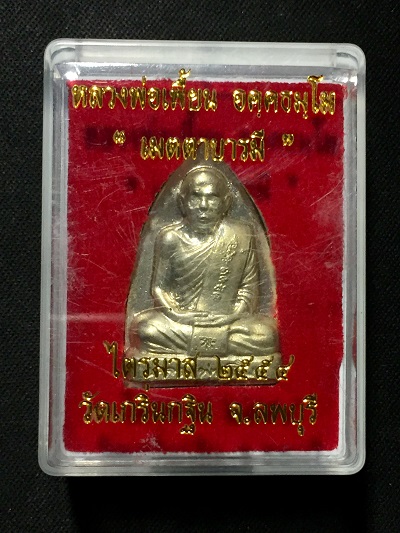 หลวงพ่อเพี้ยน อคฺคธมฺโม
" เมตตาบารมี "
ไตรมาส ๒๕๕๔
วัดเกริ่นกฐิน จ.ลพบุรี